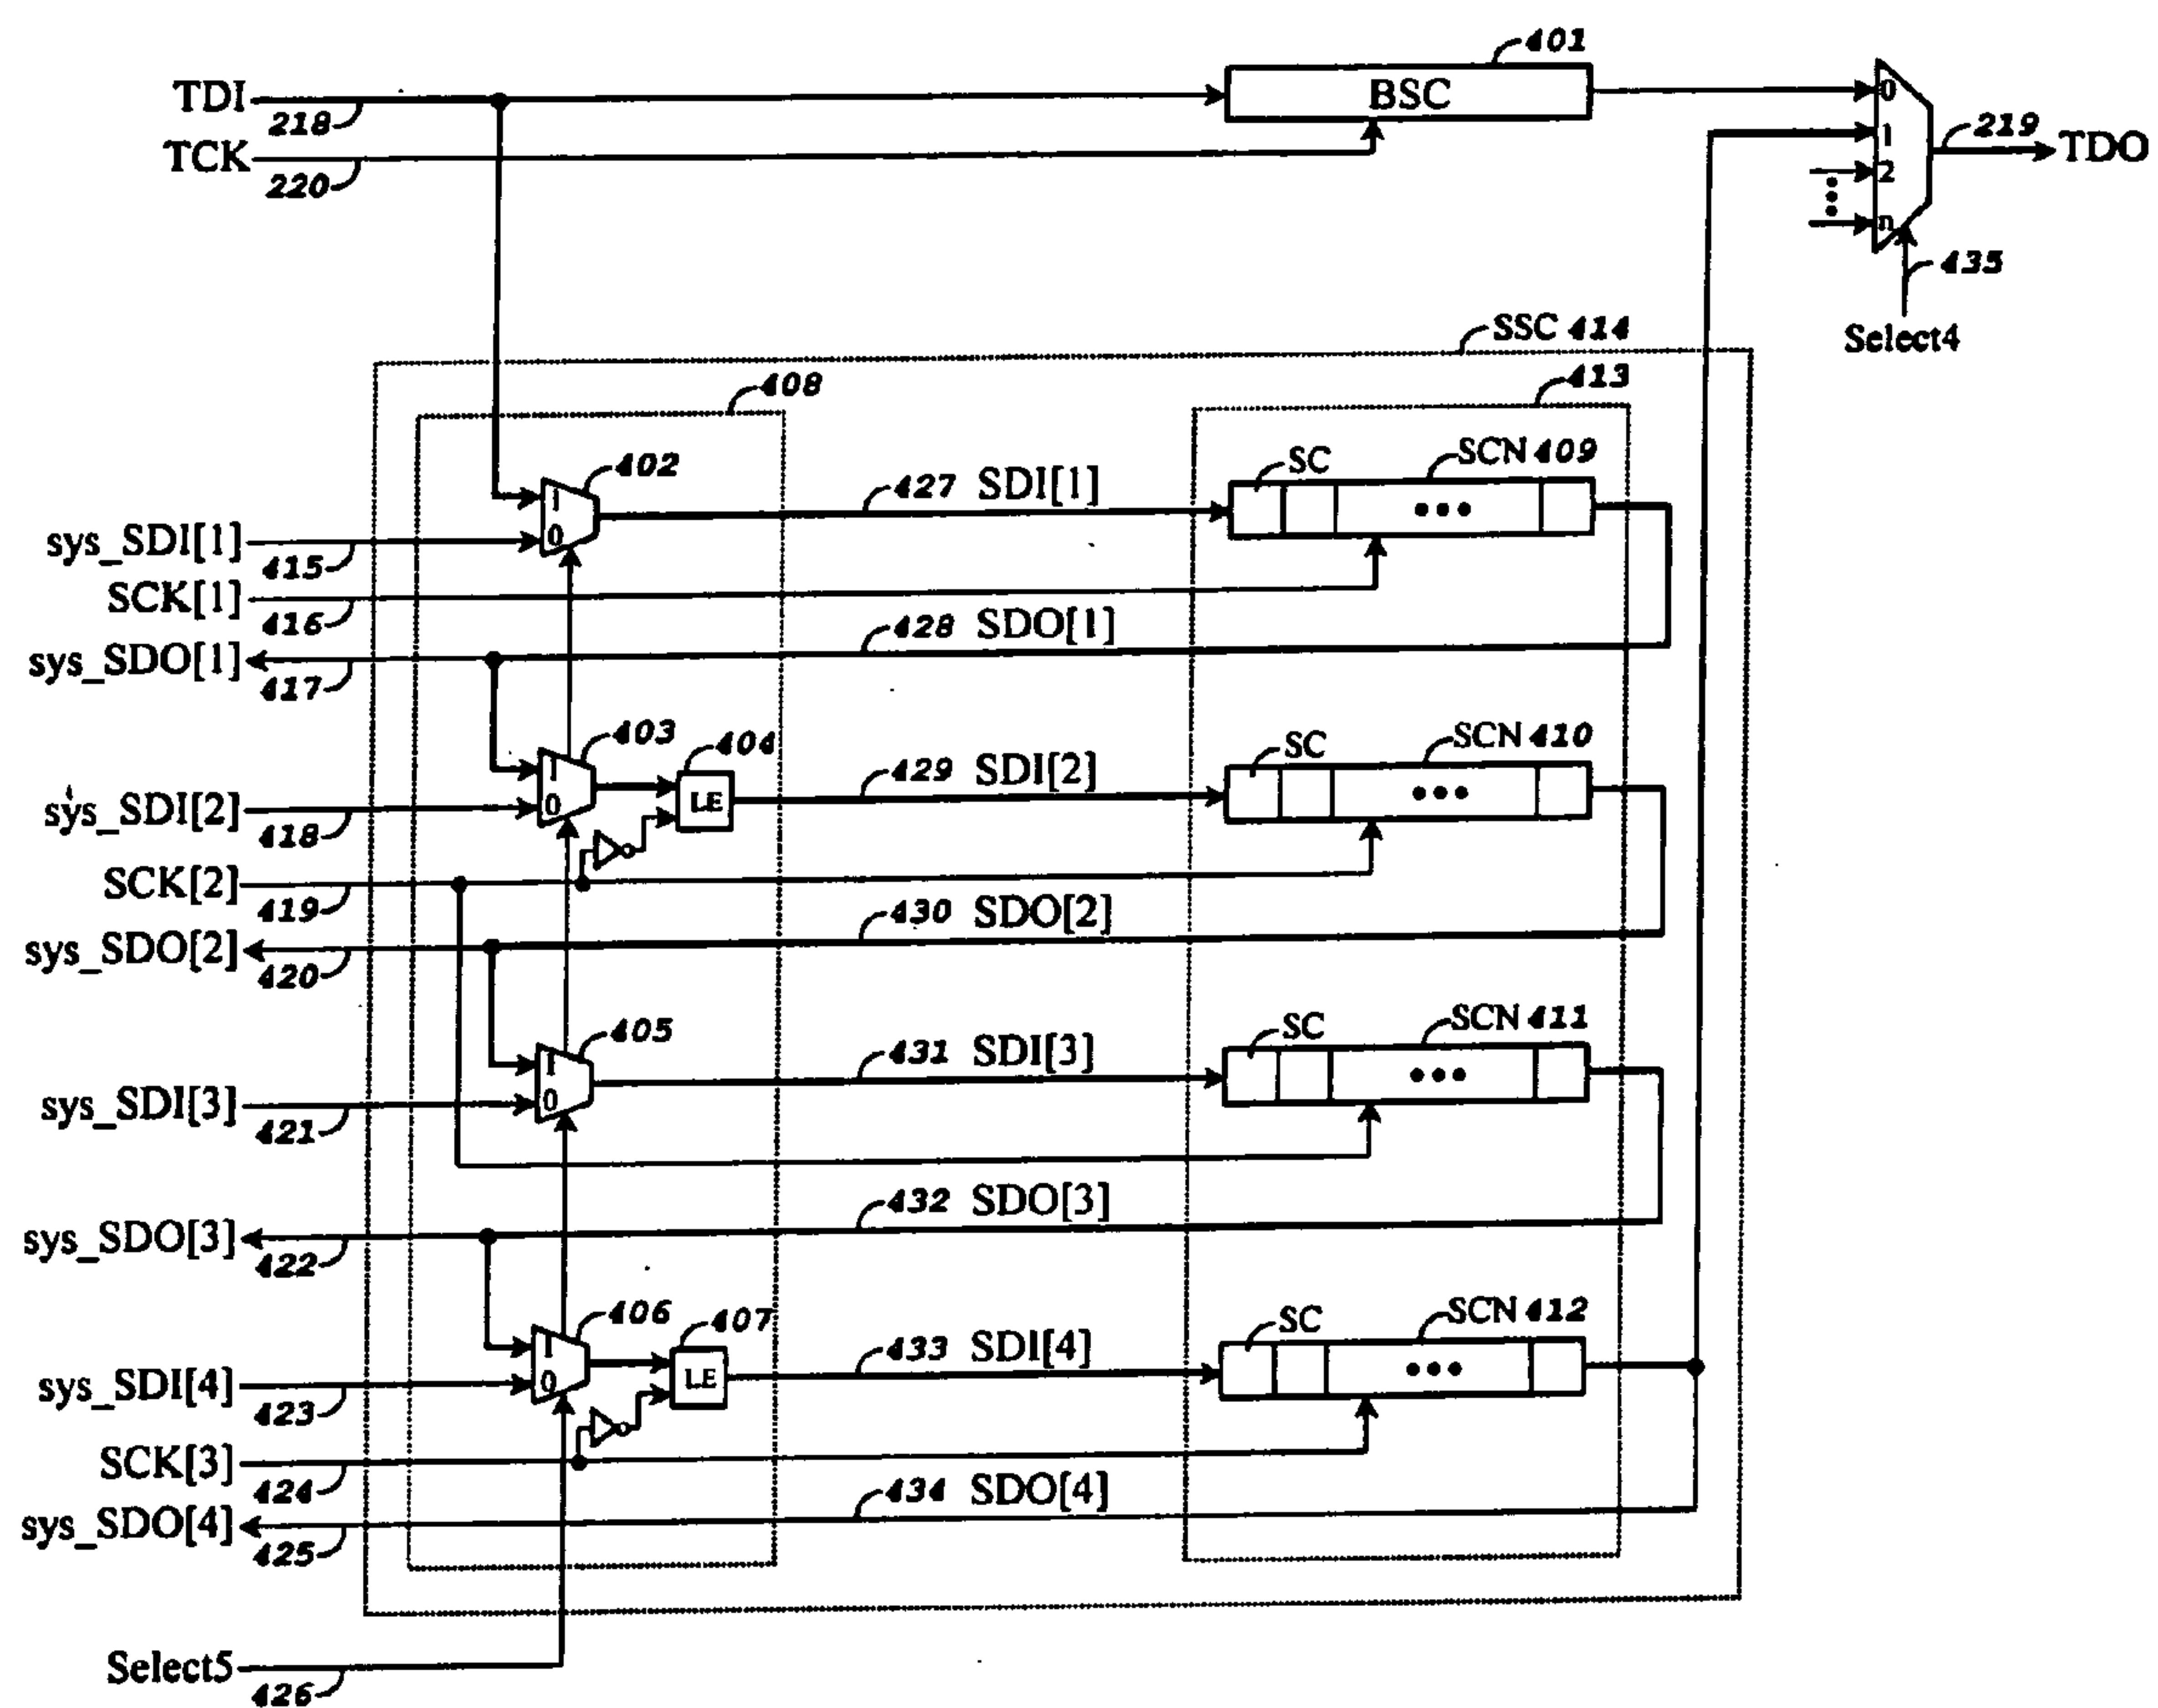 401
TDI
BSC
0
218
219
TDO
1
TCK
220
2
n
435
SSC 414
Select4
408
413
402
SC
SCN 409
427 SDI[1]
1
sys_SDI[1]
0
415
SCK[1]
416
428 SDO[1]
sys_SDO[1]
417
403
404
SC
SCN 410
429 SDI[2]
1
LE
sys_SDI[2]
0
418
SCK[2]
419
430 SDO[2]
sys_SDO[2]
420
405
SC
SCN 411
431 SDI[3]
1
sys_SDI[3]
0
421
432 SDO[3]
sys_SDO[3]
422
406
407
SC
SCN 412
433 SDI[4]
1
LE
sys_SDI[4]
0
423
SCK[3]
424
434 SDO[4]
sys_SDO[4]
425
Select5
426